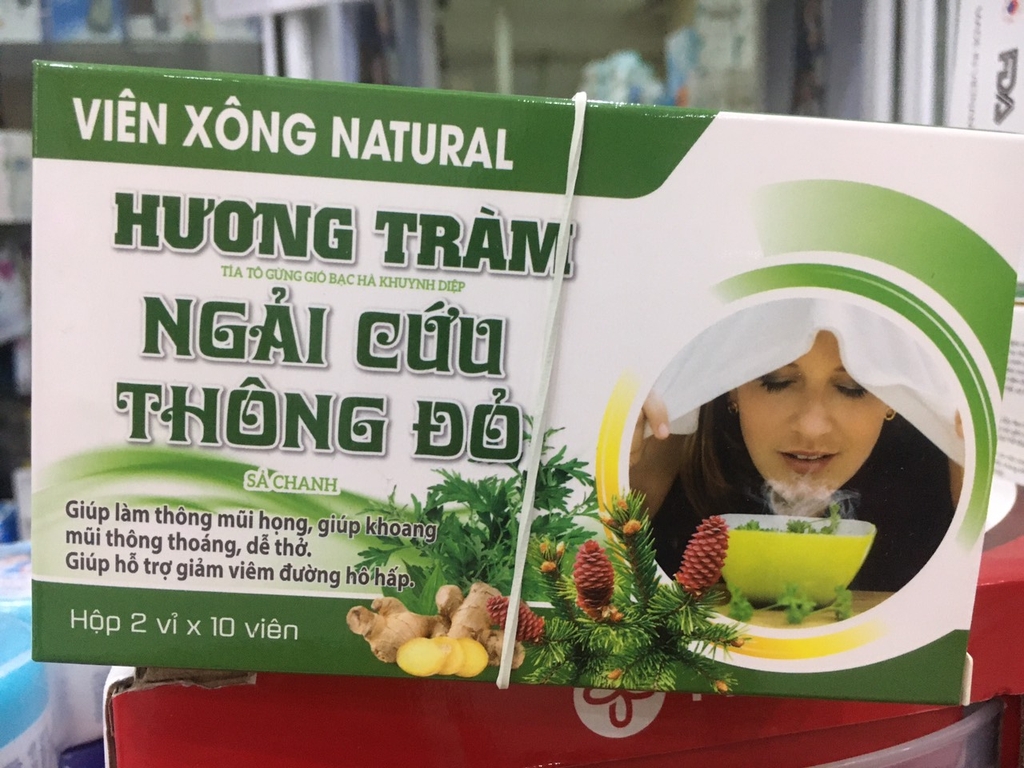 VIÊN XÔNG NATURAL
HƯƠNG TRÀM
TÍA TÔ GỪNG GIÓ BẠC HÀ KHUYNH DIỆP
NGẢI CỨU
THÔNG ĐỎ
SẢ CHANH
Giúp làm thông mũi họng, giúp khoang
mũi thông thoáng, dễ thở.
Giúp hỗ trợ giảm viêm đường hô hấp.
Hộp 2 vỉ x 10 viên
FDA